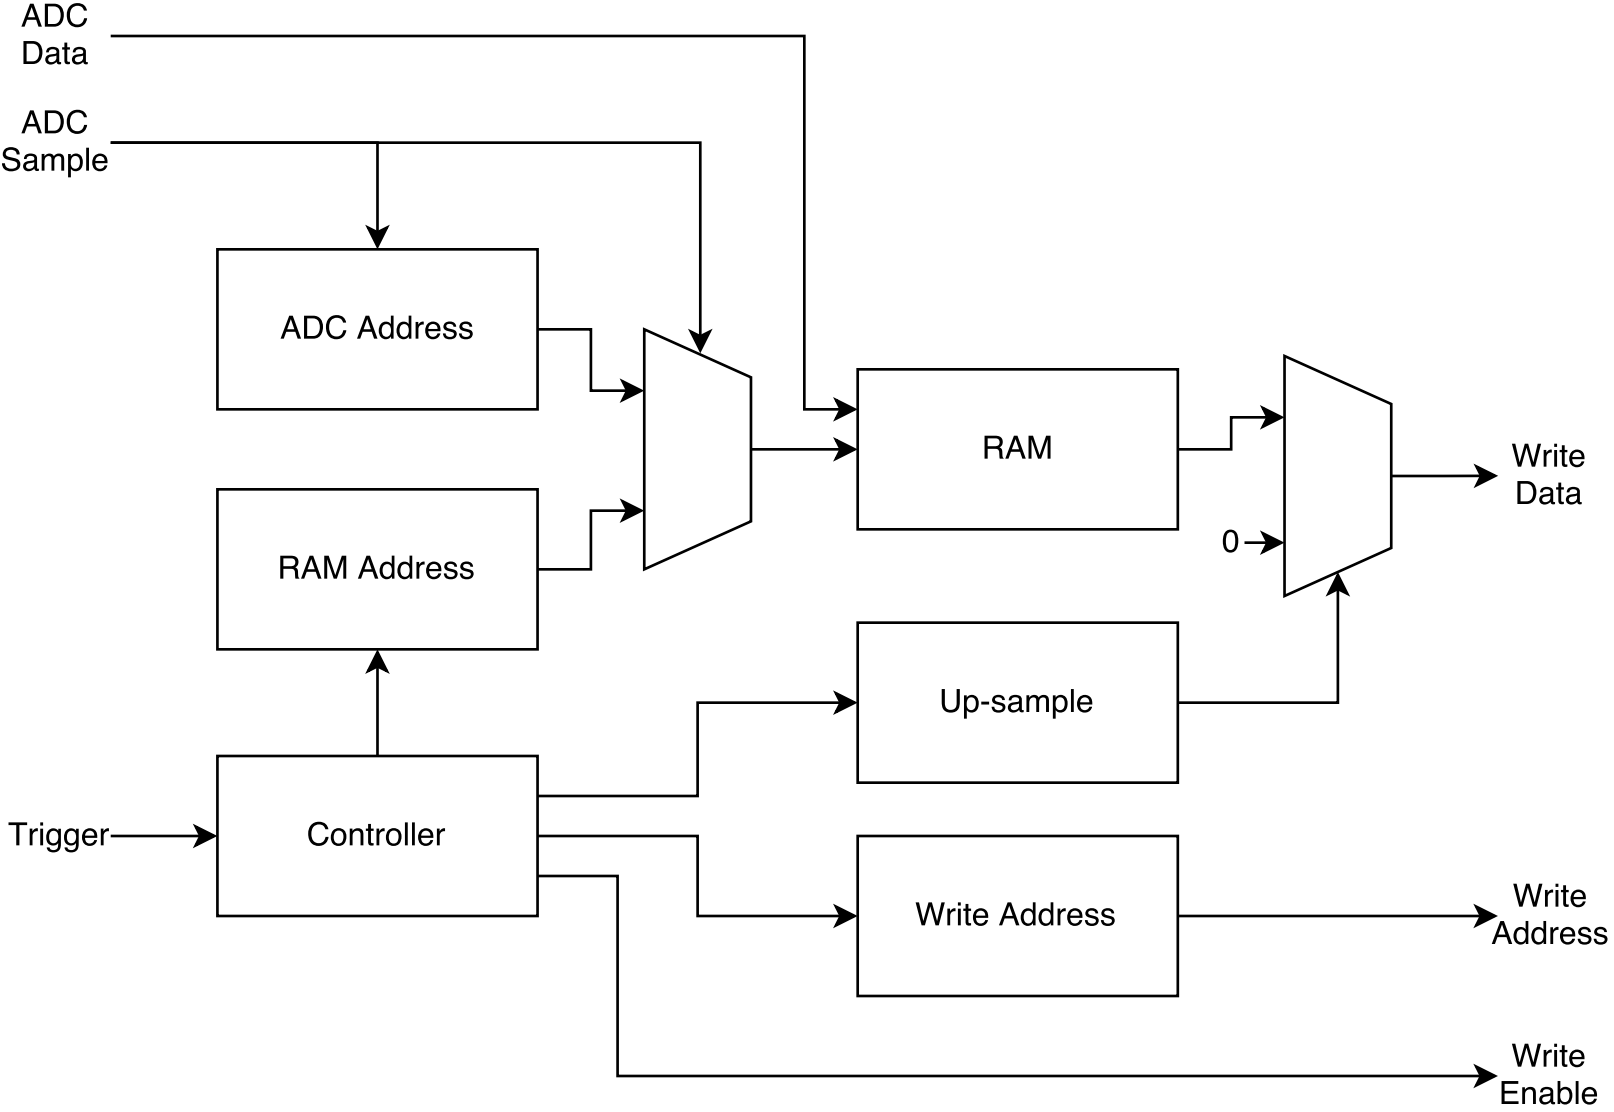 ADC
Data
ADC
Sample
ADC Address
RAM
Write
Data
0
RAM Address
Up-sample
Trigger
Controller
Write Address
Write
Address
Write
Enable